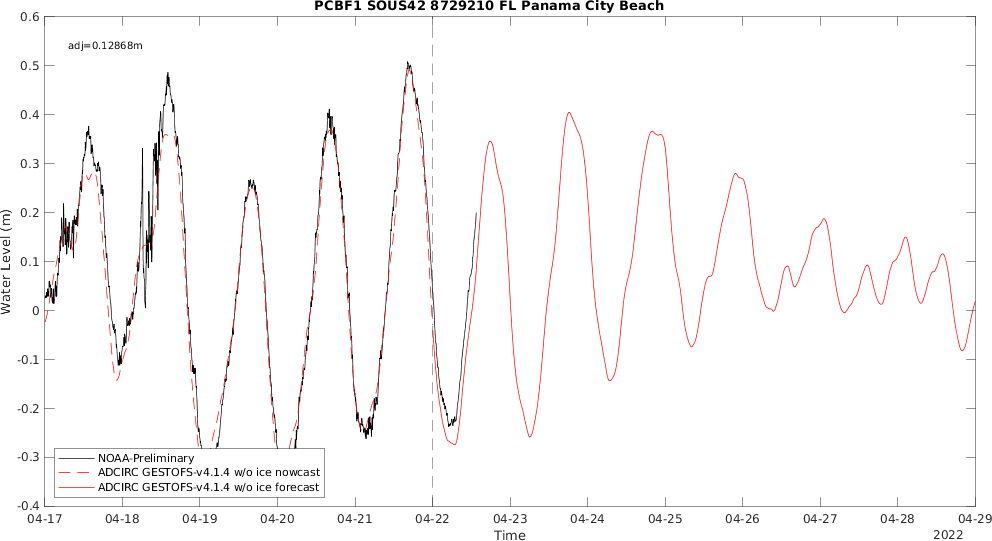 PCBF1 SOUS42 8729210 FL Panama City Beach
adj=0.12868m
0.6
0.5
0.4
0.3
0.2
0.1
0
-0.1
-0.2
-0.3
-0.4
Water Level (m)
NOAA-Preliminary
ADCIRC GESTOFS-v4.1.4 w/o ice nowcast
ADCIRC GESTOFS-v4.1.4 w/o ice forecast
04-17 04-18 04-19 04-20 04-21 04-22 04-23 04-24 04-25 04-26 04-27 04-28 04-29
Time
2022